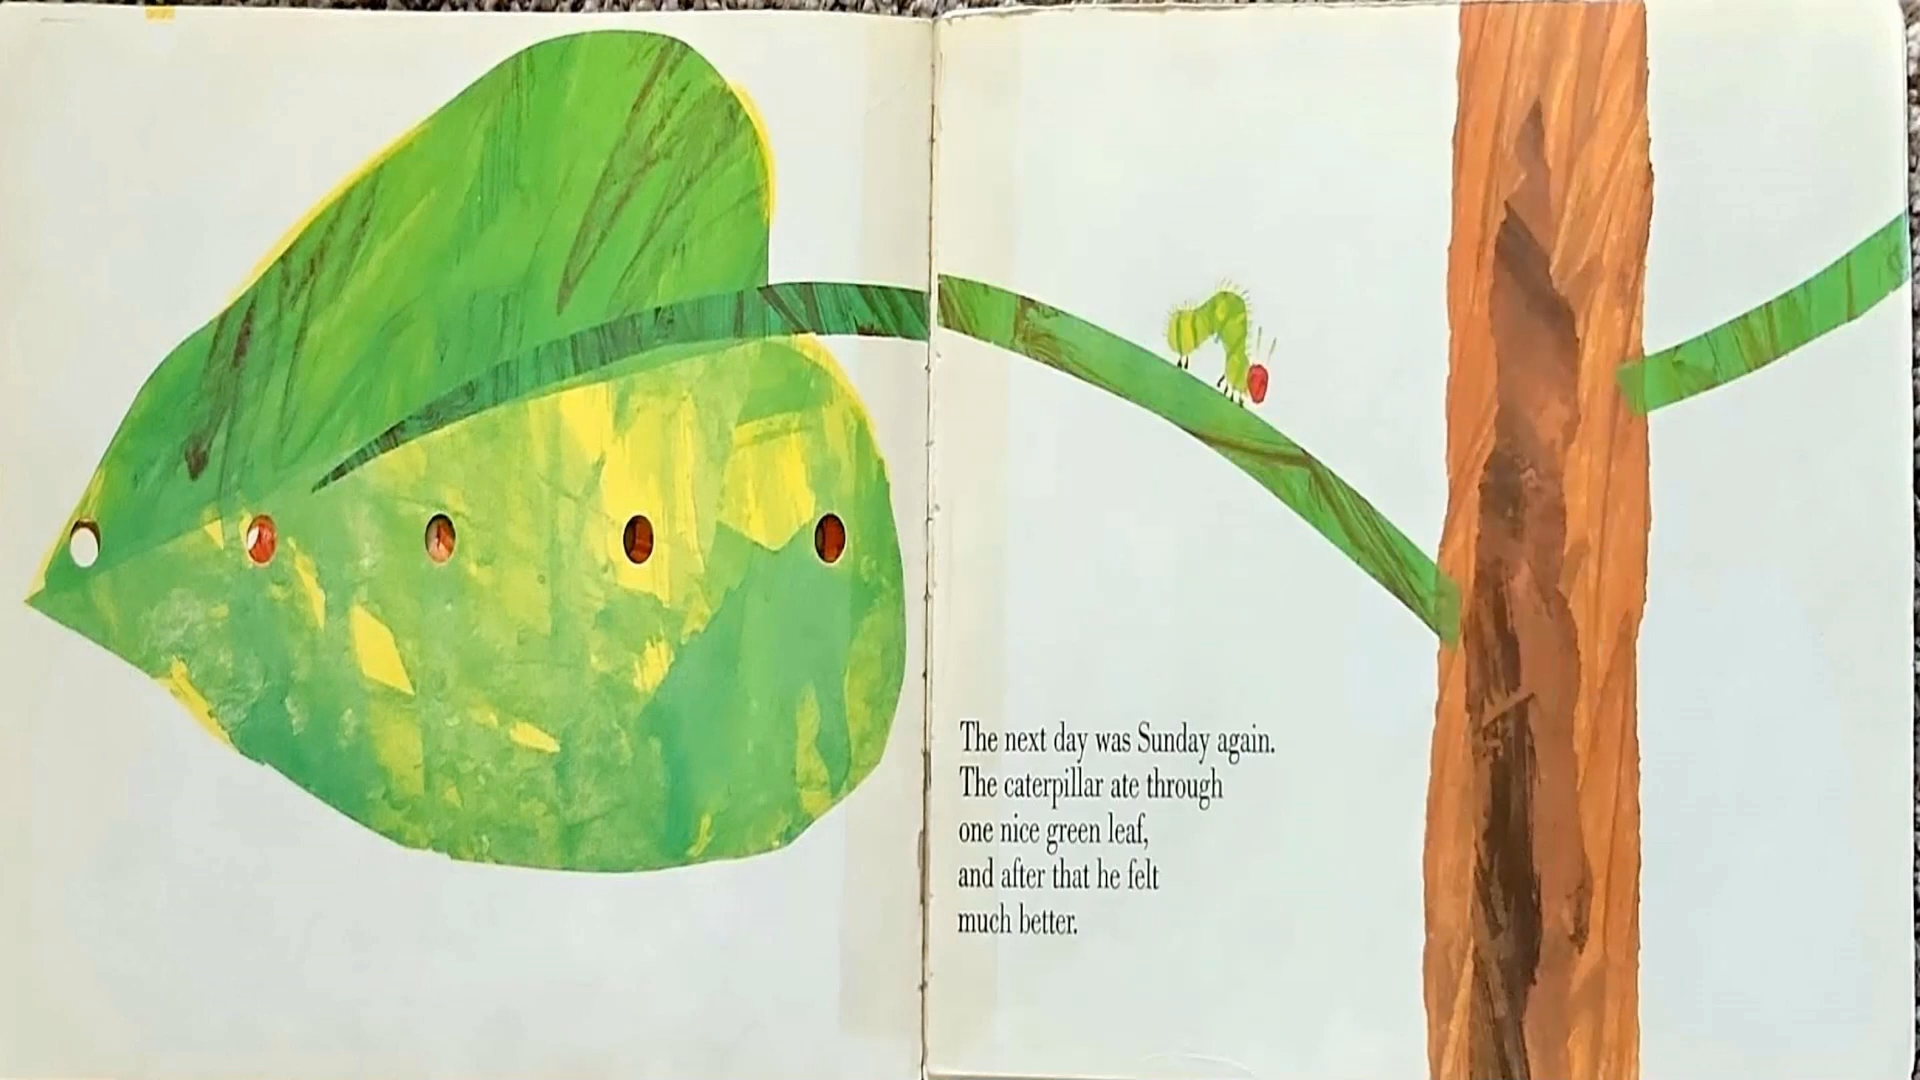 The next day was Sunday again.
The caterpillar ate through
one nice green leaf,
and after that he felt
much better.